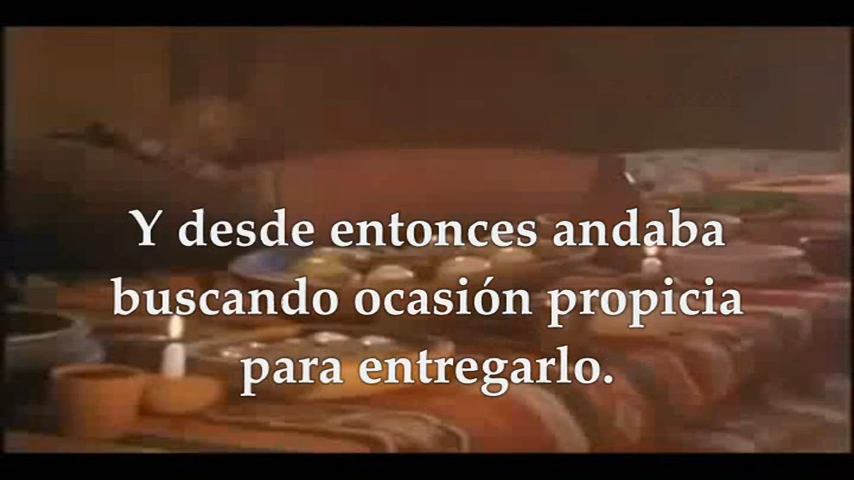 Y desde entonces andaba
buscando ocasión propicia
para entregarlo.